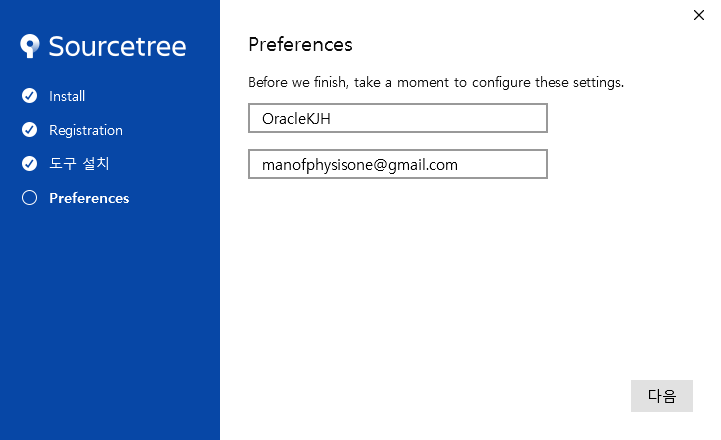 Sourcetree
Install
Registration
도구 설치
Preferences
Preferences
Before we finish, take a moment to configure these settings.
OracleKJH
manofphysisone@gmail.com
다음